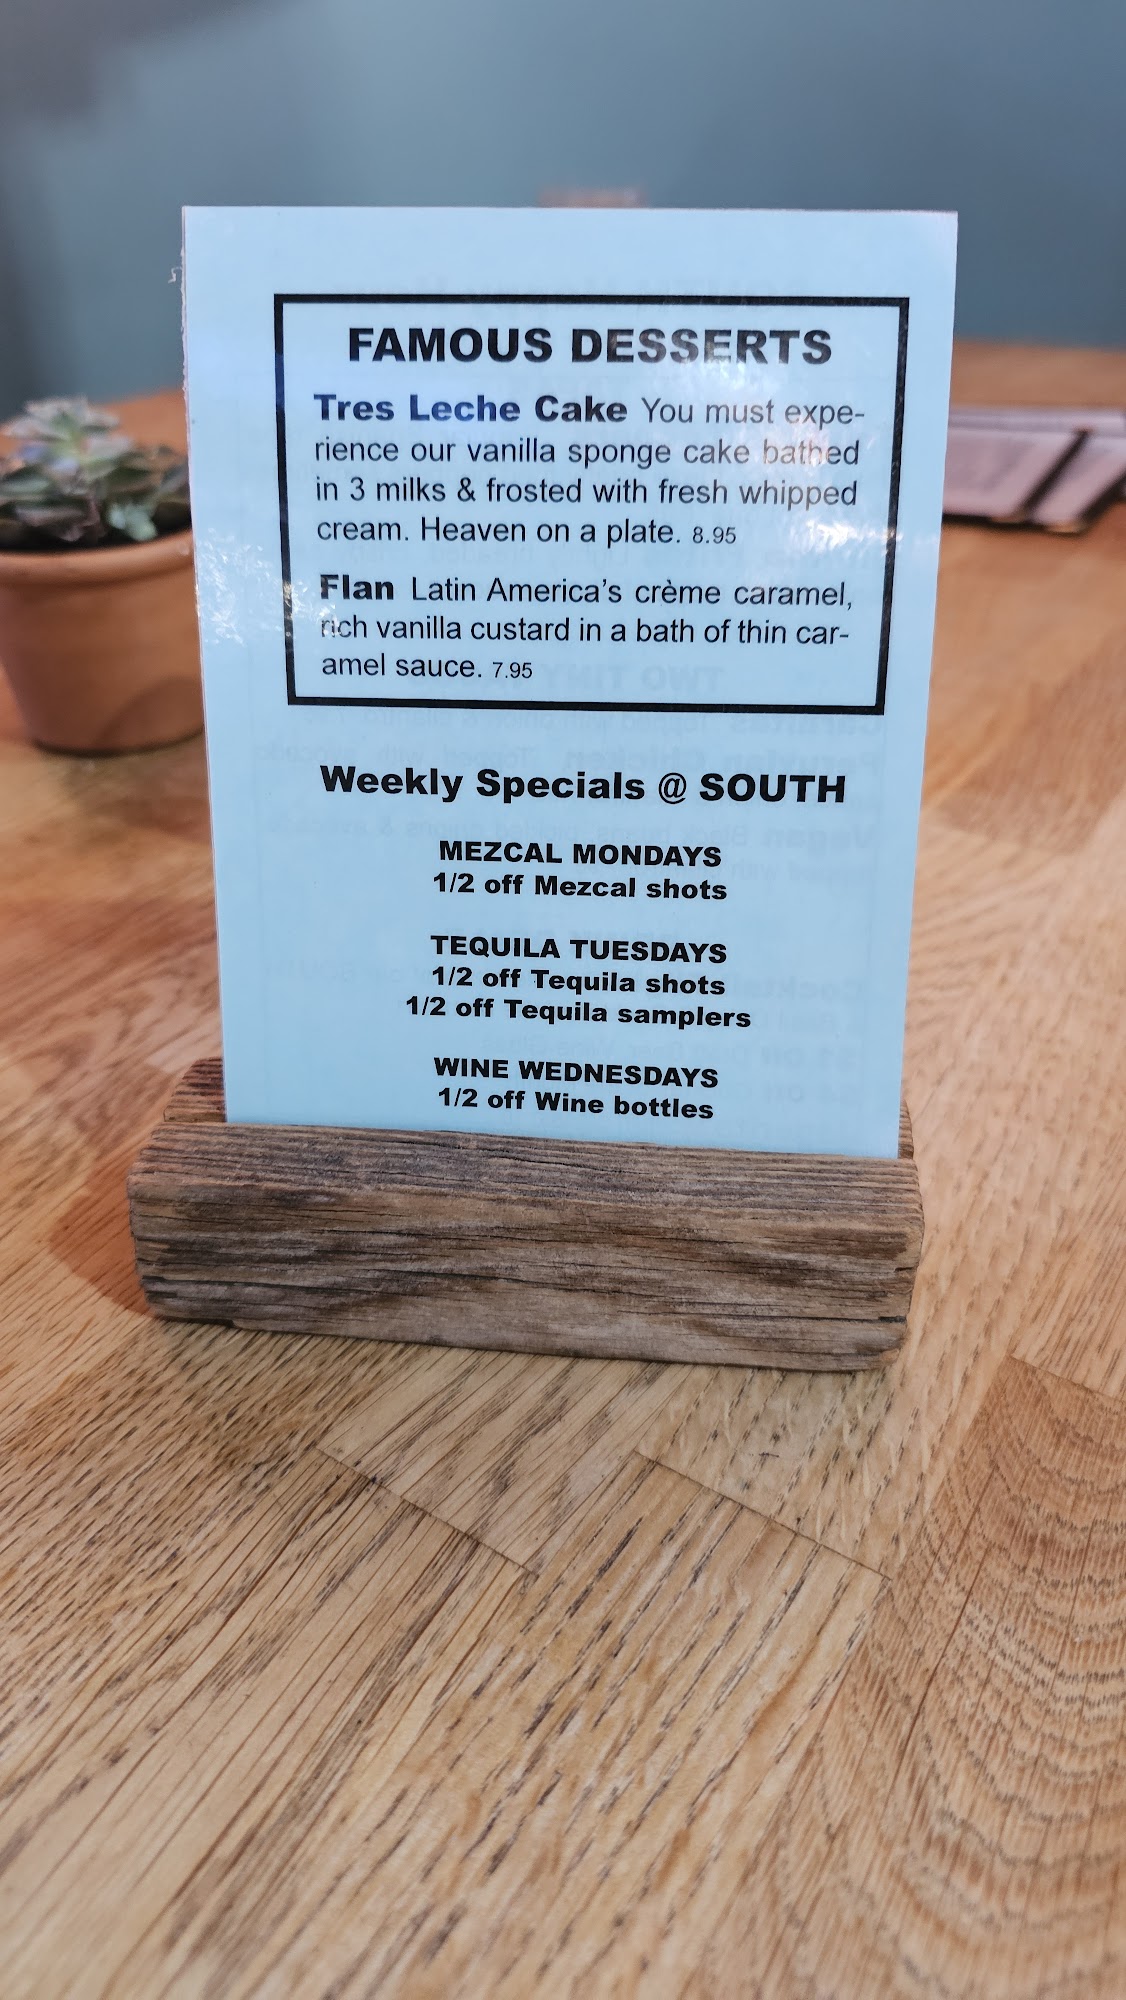 FAMOUS DESSERTS
Tres Leche Cake You must expe-
rience our vanilla sponge cake bathed
in 3 milks & frosted with fresh whipped
cream. Heaven on a plate. 8.95
Flan Latin America's crème caramel,
rich vanilla custard in a bath of thin car-
amel sauce. 7.95
Weekly Specials @ SOUTH
MEZCAL MONDAYS
1/2 off Mezcal shots
TEQUILA TUESDAYS
1/2 off Tequila shots
1/2 off Tequila samplers
WINE WEDNESDAYS
1/2 off Wine bottles